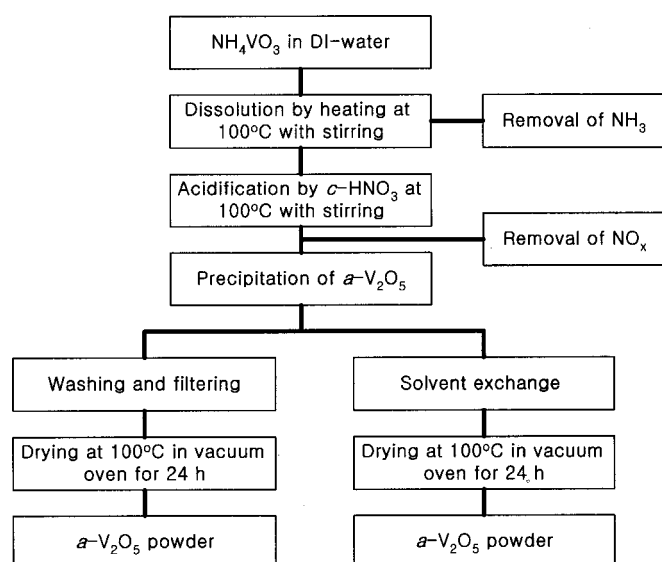 NH₄VO₃ in DI-water
Dissolution by heating at
100°C with stirring
Removal of NH₃
Acidification by c-HNO₃ at
100°C with stirring
Removal of NOₓ
Precipitation of a-V₂O₅
Washing and filtering
Solvent exchange
Drying at 100°C in vacuum
oven for 24 h
Drying at 100°C in vacuum
oven for 24 h
a-V₂O₅ powder
a-V₂O₅ powder